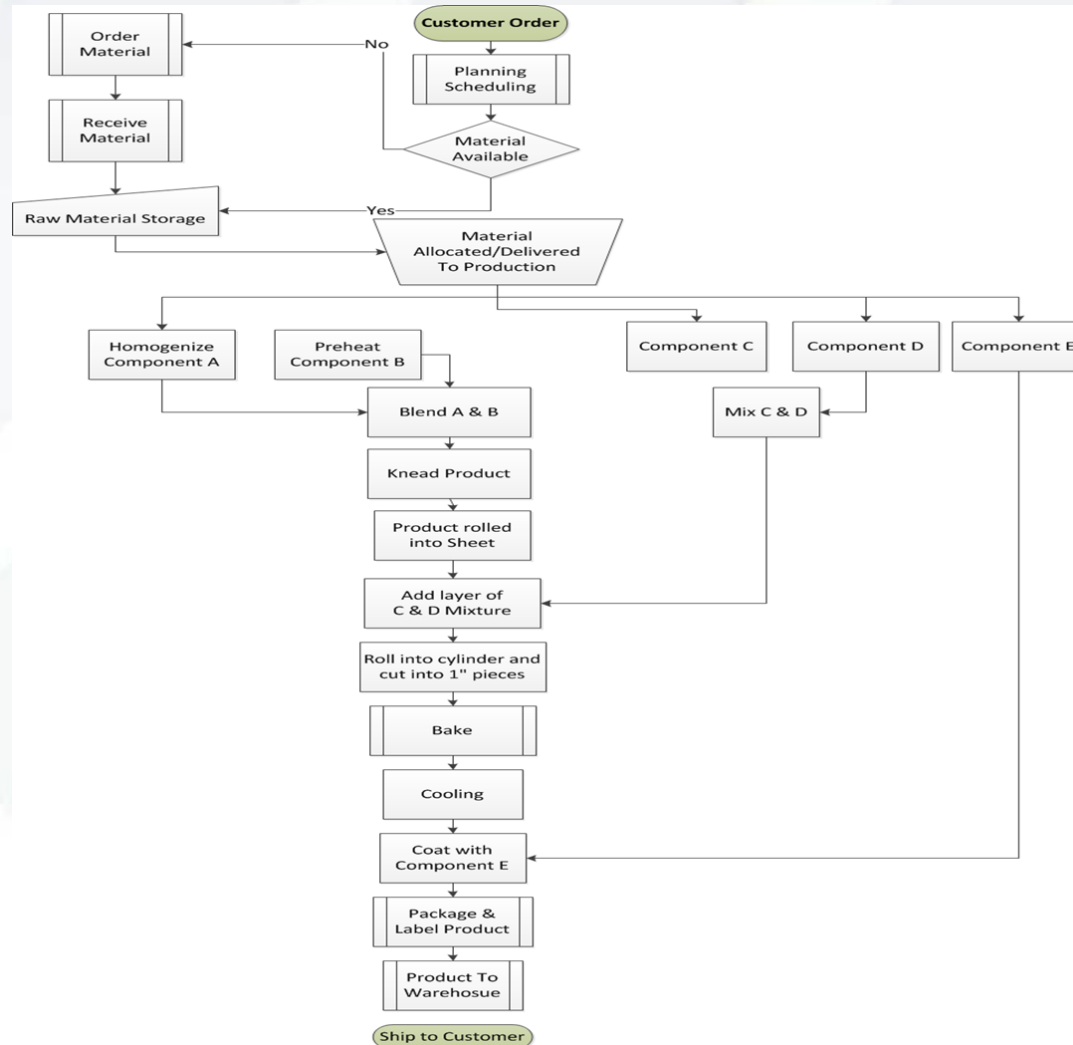 Customer Order
Order
Material
No
Planning
Scheduling
Receive
Material
Material
Available
Raw Material Storage
Yes
Material
Allocated/Delivered
To Production
Homogenize
Component A
Preheat
Component B
Component C
Component D
Component E
Blend A & B
Mix C & D
Knead Product
Product rolled
into Sheet
Add layer of
C & D Mixture
Roll into cylinder and
cut into 1" pieces
Bake
Cooling
Coat with
Component E
Package &
Label Product
Product To
Warehosue
Ship to Customer